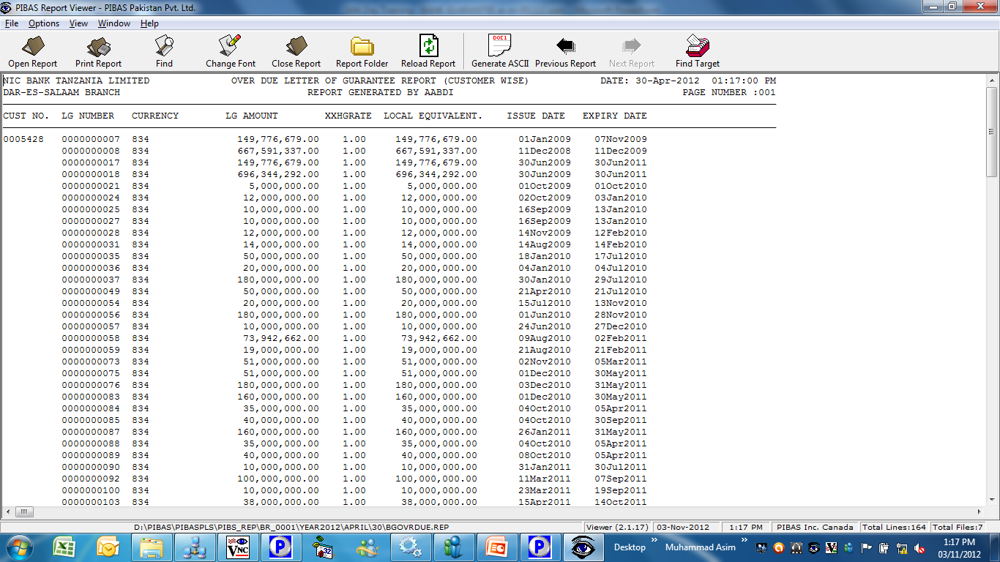 PIBAS Report Viewer - PIBAS Pakistan Pvt. Ltd.
File Options View Window Help
Open Report Print Report Find Change Font Close Report Report Folder Reload Report Generate ASCII Previous Report Next Report Find Target
NIC BANK TANZANIA LIMITED OVER DUE LETTER OF GUARANTEE REPORT (CUSTOMER WISE) DATE: 30-Apr-2012 01:17:00 PM
DAR-ES-SALAAM BRANCH REPORT GENERATED BY AABDI PAGE NUMBER :001
CUST NO. LG NUMBER CURRENCY LG AMOUNT XXHGRATE LOCAL EQUIVALENT. ISSUE DATE EXPIRY DATE
0005428 0000000007 834 149,776,679.00 1.00 149,776,679.00 01Jan2009 07Nov2009
0000000008 834 667,591,337.00 1.00 667,591,337.00 11Dec2008 11Dec2009
0000000017 834 149,776,679.00 1.00 149,776,679.00 30Jun2009 30Jun2011
0000000018 834 696,344,292.00 1.00 696,344,292.00 30Jun2009 30Jun2011
0000000021 834 5,000,000.00 1.00 5,000,000.00 01Oct2009 01Oct2010
0000000024 834 12,000,000.00 1.00 12,000,000.00 02Oct2009 03Jan2010
0000000025 834 10,000,000.00 1.00 10,000,000.00 16Sep2009 13Jan2010
0000000027 834 10,000,000.00 1.00 10,000,000.00 16Sep2009 13Jan2010
0000000028 834 12,000,000.00 1.00 12,000,000.00 14Nov2009 12Feb2010
0000000031 834 14,000,000.00 1.00 14,000,000.00 14Aug2009 14Feb2010
0000000035 834 50,000,000.00 1.00 50,000,000.00 18Jan2010 17Jul2010
0000000036 834 20,000,000.00 1.00 20,000,000.00 04Jan2010 04Jul2010
0000000037 834 180,000,000.00 1.00 180,000,000.00 30Jan2010 29Jul2010
0000000049 834 50,000,000.00 1.00 50,000,000.00 21Apr2010 21Jul2010
0000000054 834 20,000,000.00 1.00 20,000,000.00 15Jul2010 13Nov2010
0000000056 834 180,000,000.00 1.00 180,000,000.00 01Jun2010 28Nov2010
0000000057 834 10,000,000.00 1.00 10,000,000.00 24Jun2010 27Dec2010
0000000058 834 73,942,662.00 1.00 73,942,662.00 09Aug2010 02Feb2011
0000000059 834 19,000,000.00 1.00 19,000,000.00 21Aug2010 21Feb2011
0000000073 834 51,000,000.00 1.00 51,000,000.00 02Nov2010 05Mar2011
0000000075 834 51,000,000.00 1.00 51,000,000.00 01Dec2010 30May2011
0000000076 834 180,000,000.00 1.00 180,000,000.00 03Dec2010 31May2011
0000000083 834 160,000,000.00 1.00 160,000,000.00 01Dec2010 30May2011
0000000084 834 35,000,000.00 1.00 35,000,000.00 04Oct2010 05Apr2011
0000000085 834 40,000,000.00 1.00 40,000,000.00 04Oct2010 30Sep2011
0000000087 834 160,000,000.00 1.00 160,000,000.00 26Jan2011 31May2011
0000000088 834 35,000,000.00 1.00 35,000,000.00 04Oct2010 05Apr2011
0000000089 834 40,000,000.00 1.00 40,000,000.00 08Oct2010 05Apr2011
0000000090 834 10,000,000.00 1.00 10,000,000.00 31Jan2011 30Jul2011
0000000092 834 100,000,000.00 1.00 100,000,000.00 11Mar2011 07Sep2011
0000000100 834 10,000,000.00 1.00 10,000,000.00 23Mar2011 19Sep2011
0000000103 834 38,000,000.00 1.00 38,000,000.00 15Apr2011 14Oct2011
D:\PIBAS\PIBASPLS\PIBS_REP\BR_0001\YEAR2012\APRIL\30\BGOVRDUE.REP Viewer (2.1.17) 03-Nov-2012 1:17 PM PIBAS Inc. Canada Total Lines:164 Total Files:7
Desktop » Muhammad Asim » 1:17 PM
03/11/2012